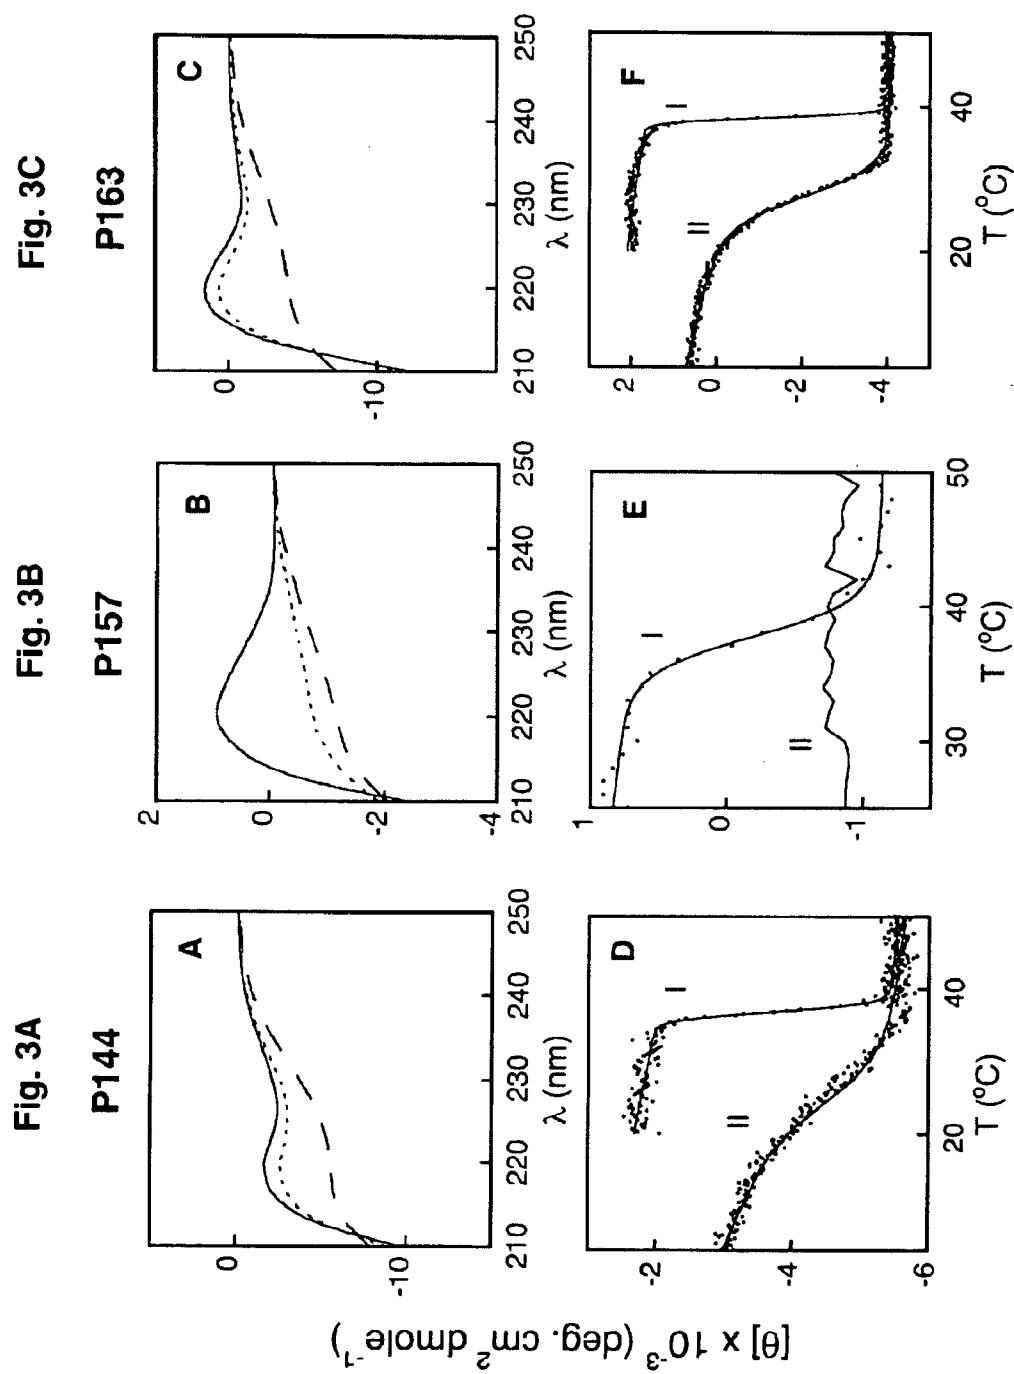 Fig. 3A
Fig. 3B
Fig. 3C
P144
P157
P163
[θ] x 10⁻³ (deg. cm² dmole⁻¹)
A
0
-10
210 220 230 240 250
λ (nm)
B
2
0
-2
-4
210 220 230 240 250
λ (nm)
C
0
-10
210 220 230 240 250
λ (nm)
D
I
II
-2
-4
-6
20 40
T (°C)
E
I
II
1
0
-1
30 40 50
T (°C)
F
I
II
2
0
-2
-4
20 40
T (°C)